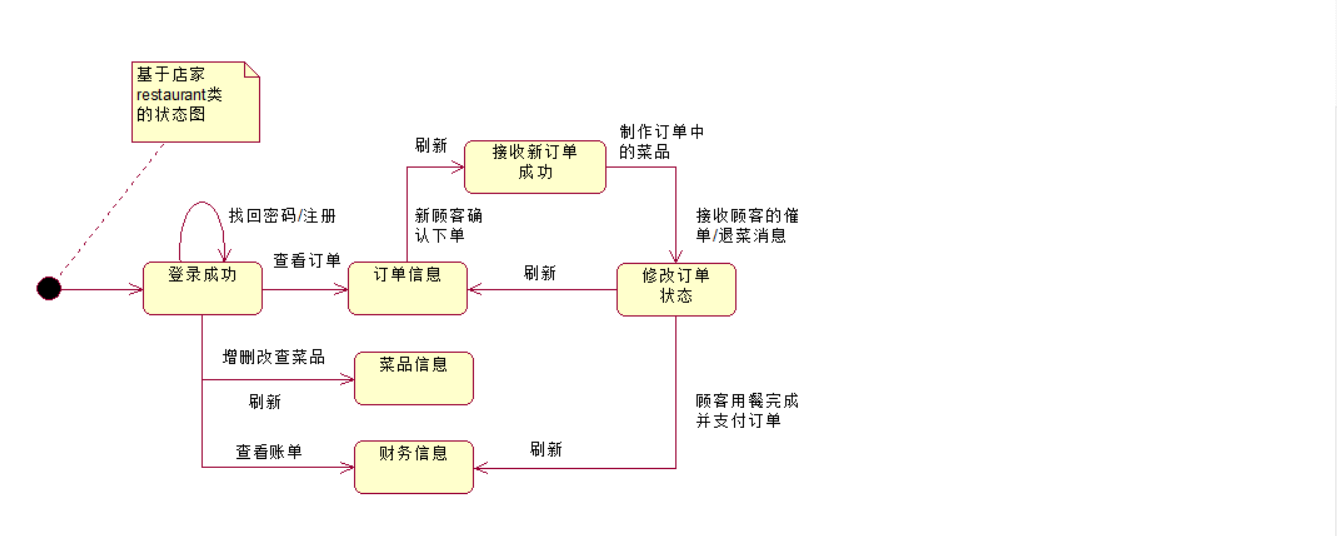 基于店家
restaurant类
的状态图
刷新
接收新订单
成功
制作订单中
的菜品
找回密码/注册
新顾客确
认下单
接收顾客的催
单/退菜消息
登录成功
查看订单
订单信息
刷新
修改订单
状态
增删改查菜品
菜品信息
刷新
顾客用餐完成
并支付订单
查看账单
财务信息
刷新